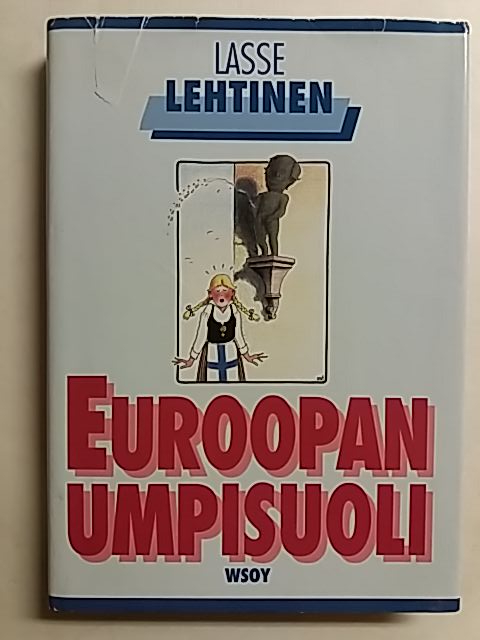 LASSE
LEHTINEN
EUROOPAN
UMPISUOLI
WSOY